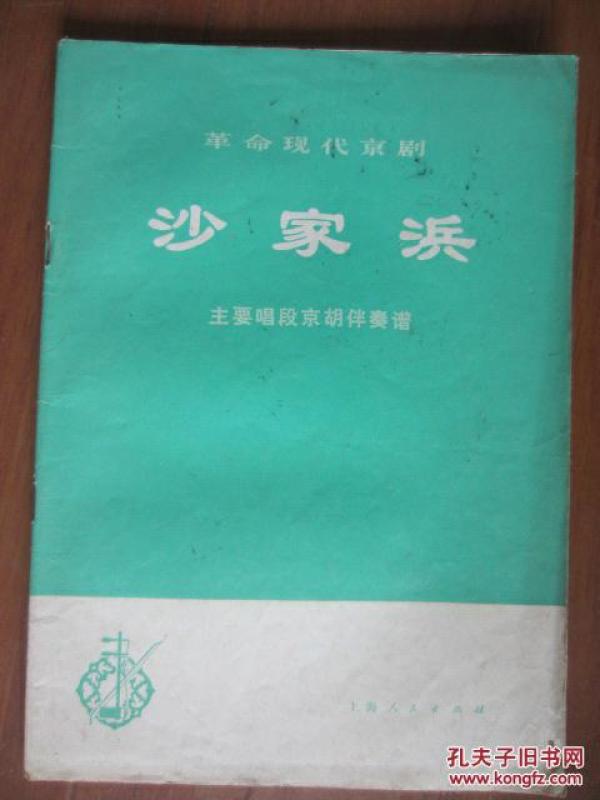 革命现代京剧
沙家浜
主要唱段京胡伴奏谱
上海人民出版社
孔夫子旧书网
www.kongfz.com